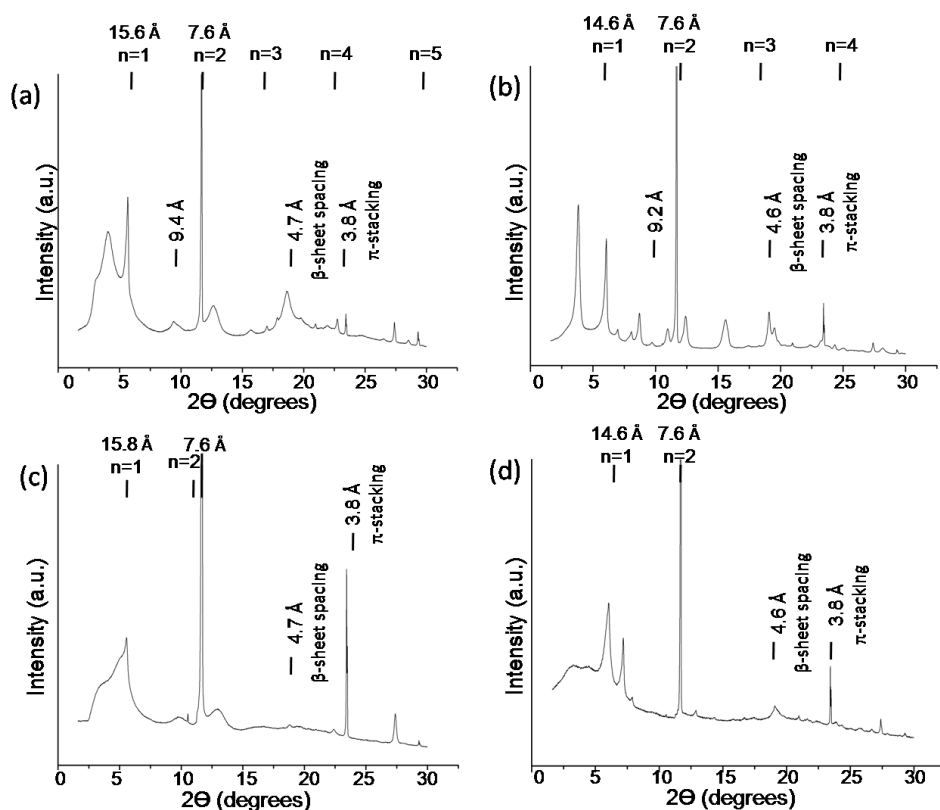 (a)
15.6 Å 7.6 Å
n=1 n=2 n=3 n=4 n=5
9.4 Å
4.7 Å
β-sheet spacing
3.8 Å
π-stacking
Intensity (a.u.)
0 5 10 15 20 25 30
2Θ (degrees)
(b)
14.6 Å 7.6 Å
n=1 n=2 n=3 n=4
9.2 Å
4.6 Å
β-sheet spacing
3.8 Å
π-stacking
Intensity (a.u.)
0 5 10 15 20 25 30
2Θ (degrees)
(c)
15.8 Å 7.6 Å
n=1 n=2
4.7 Å
β-sheet spacing
3.8 Å
π-stacking
Intensity (a.u.)
0 5 10 15 20 25 30
2Θ (degrees)
(d)
14.6 Å 7.6 Å
n=1 n=2
4.6 Å
β-sheet spacing
3.8 Å
π-stacking
Intensity (a.u.)
0 5 10 15 20 25 30
2Θ (degrees)